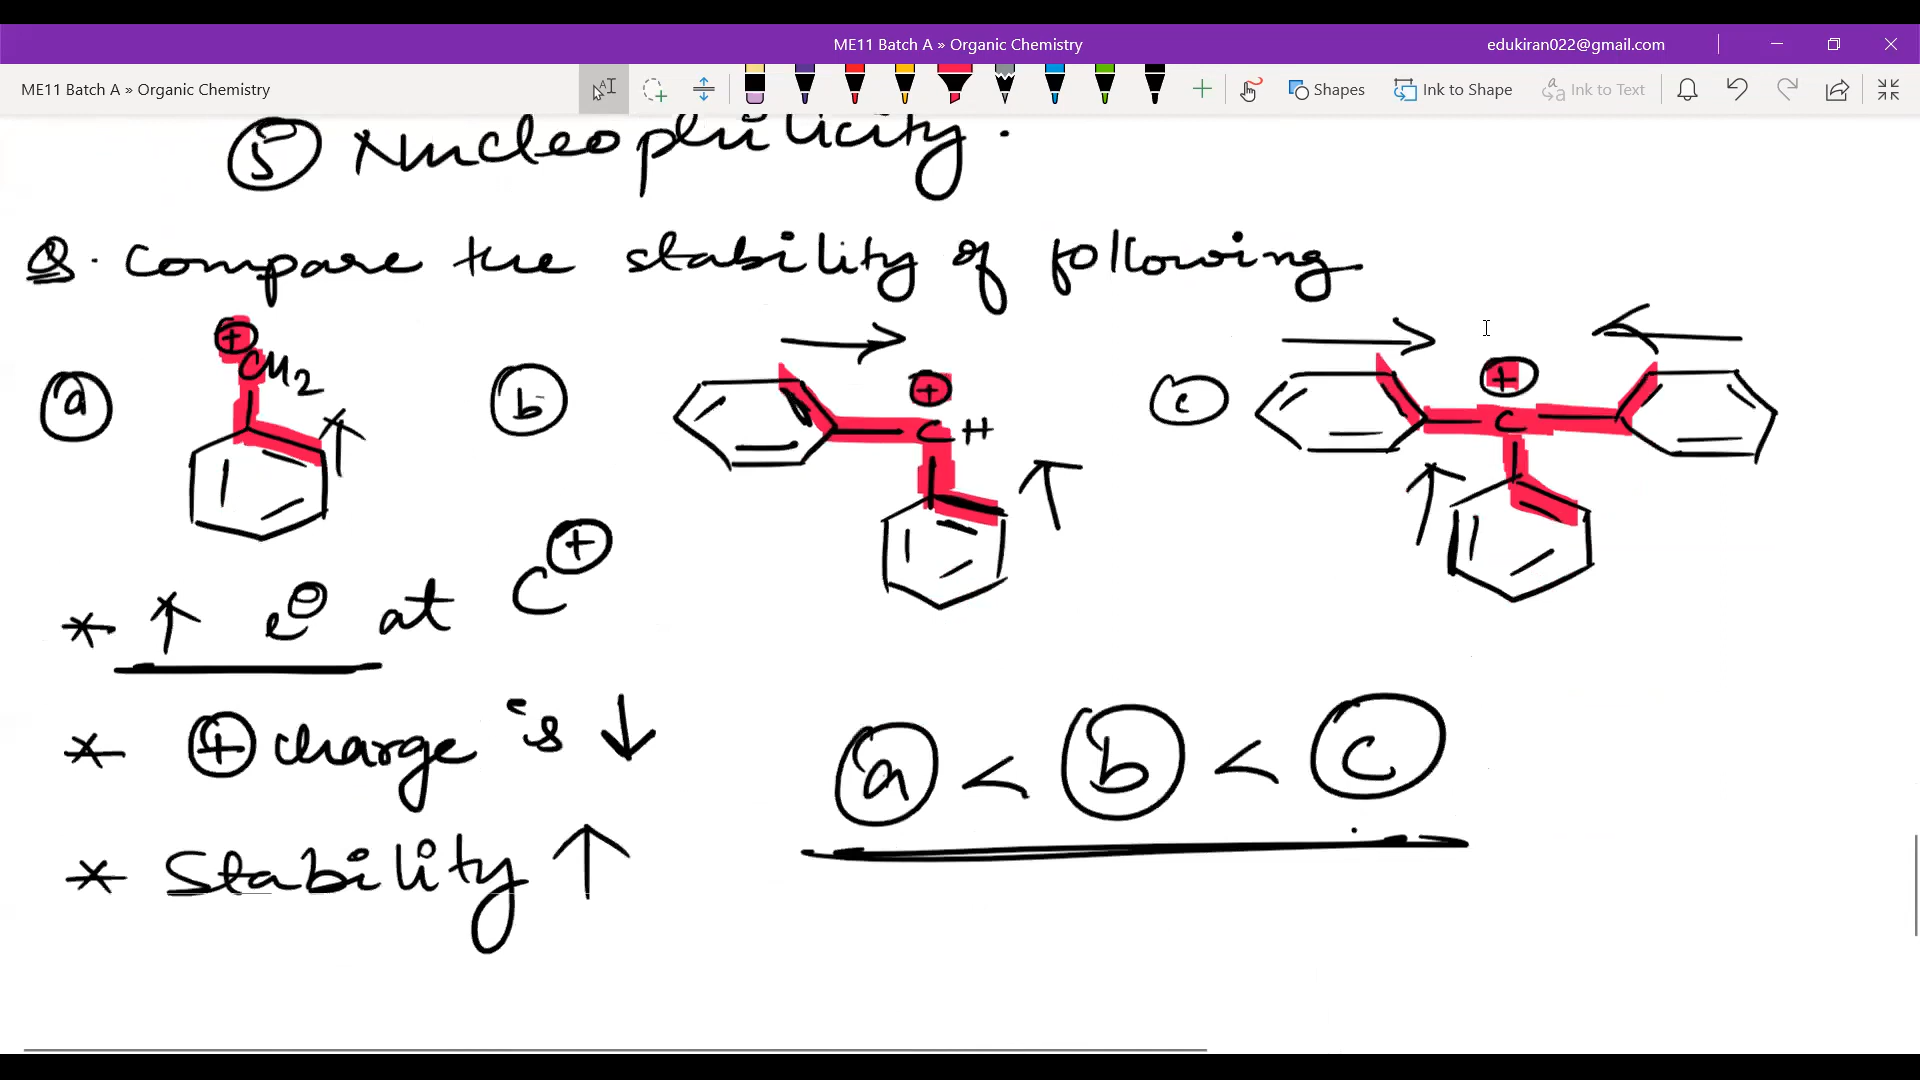 ME11 Batch A » Organic Chemistry
edukiran022@gmail.com
ME11 Batch A » Organic Chemistry
Shapes
Ink to Shape
Ink to Text
⑤ Nucleophilicity.
Q. Compare the stability of following
ⓐ ⊕ CH₂
ⓑ ⊕ C H
ⓒ ⊕ C
* ↑ e⊖ at C⊕
* ⊕ charge is ↓
ⓐ < ⓑ < ⓒ
* Stability ↑